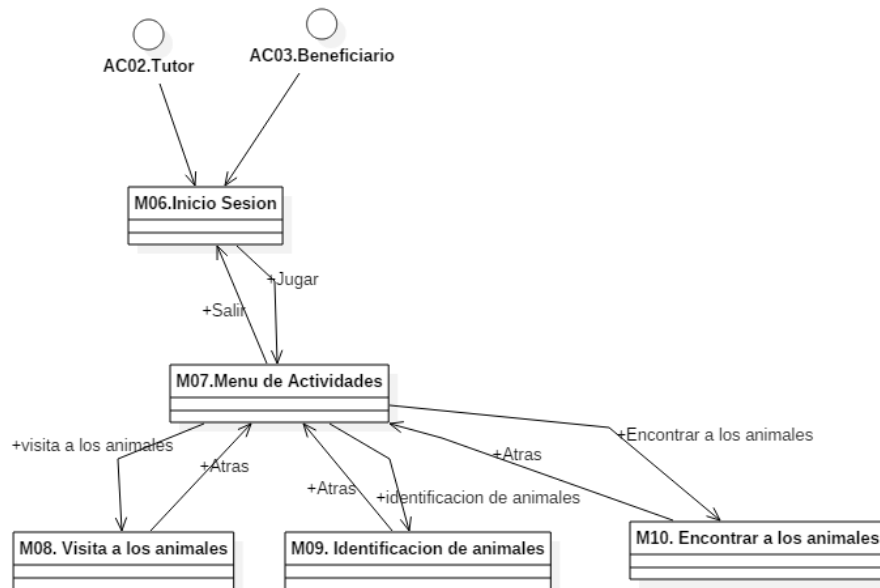 AC02.Tutor
AC03.Beneficiario
M06.Inicio Sesion
+Jugar
+Salir
M07.Menu de Actividades
+visita a los animales
+Atras
+Atras
+identificacion de animales
+Atras
+Encontrar a los animales
M08. Visita a los animales
M09. Identificacion de animales
M10. Encontrar a los animales